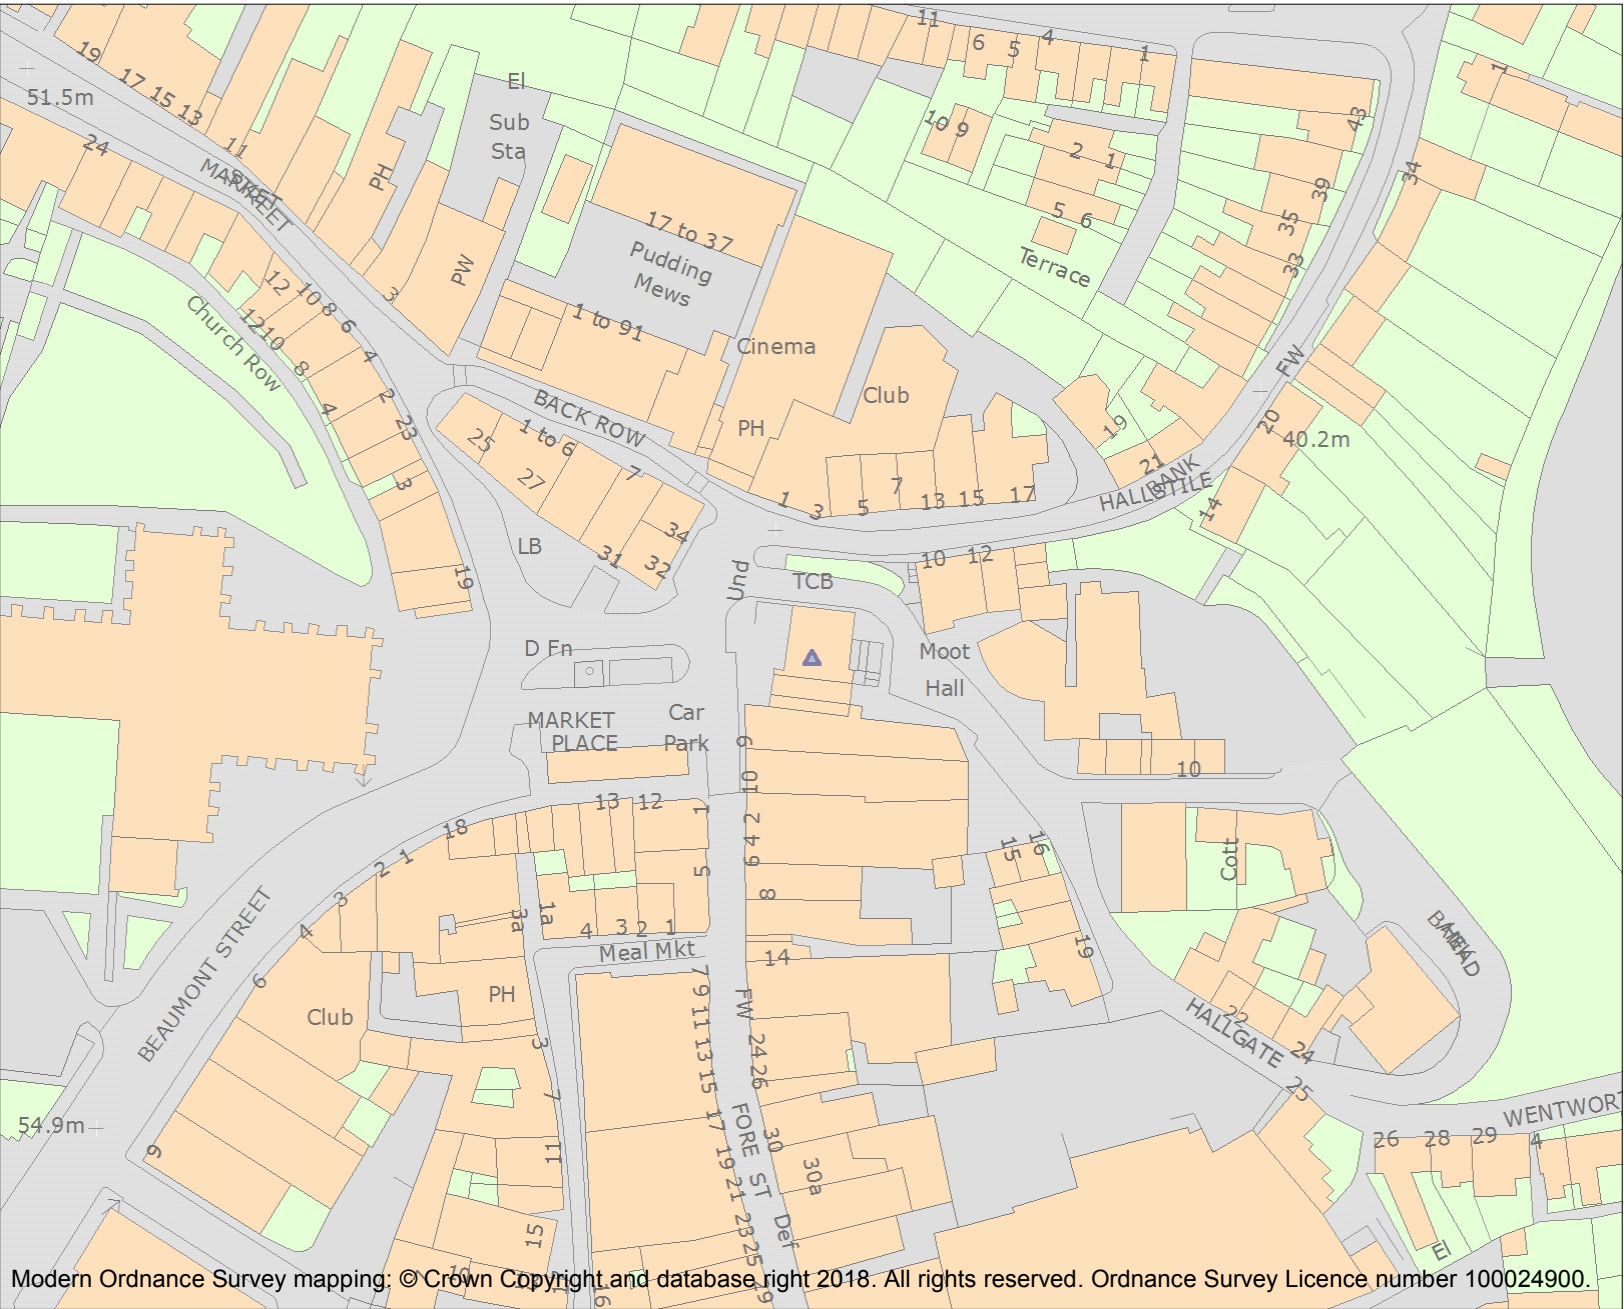 11
6
5
4
1
19
17
15
13
11
51.5m
24
MARKET
STREET
PH
El
Sub
Sta
10
9
2
1
5
6
Terrace
43
39
35
33
34
1
17 to 37
Pudding
Mews
PW
3
12
10
8
6
4
2
23
Church Row
12
10
8
4
3
19
1 to 91
Cinema
Club
PH
BACK ROW
25
1 to 6
27
7
34
31
32
LB
1
3
5
7
13
15
17
19
21
HALLSTILE
BANK
FW
20
40.2m
14
10
12
Und
TCB
D Fn
Moot
Hall
MARKET
PLACE
Car
Park
9
10
10
13
12
1
2
4
6
5
8
18
1
2
3
4
6
9
BEAUMONT STREET
3a
1a
4
3
2
1
Meal Mkt
14
15
16
19
Cott
BANK
HEAD
HALLGATE
22
24
25
Club
PH
3
7
11
15
7
9
11
13
15
17
19
21
23
25
FW
24
26
FORE ST
30
30a
Def
54.9m
WENTWORT
26
28
29
4
El
10
16
29
Modern Ordnance Survey mapping: © Crown Copyright and database right 2018. All rights reserved. Ordnance Survey Licence number 100024900.